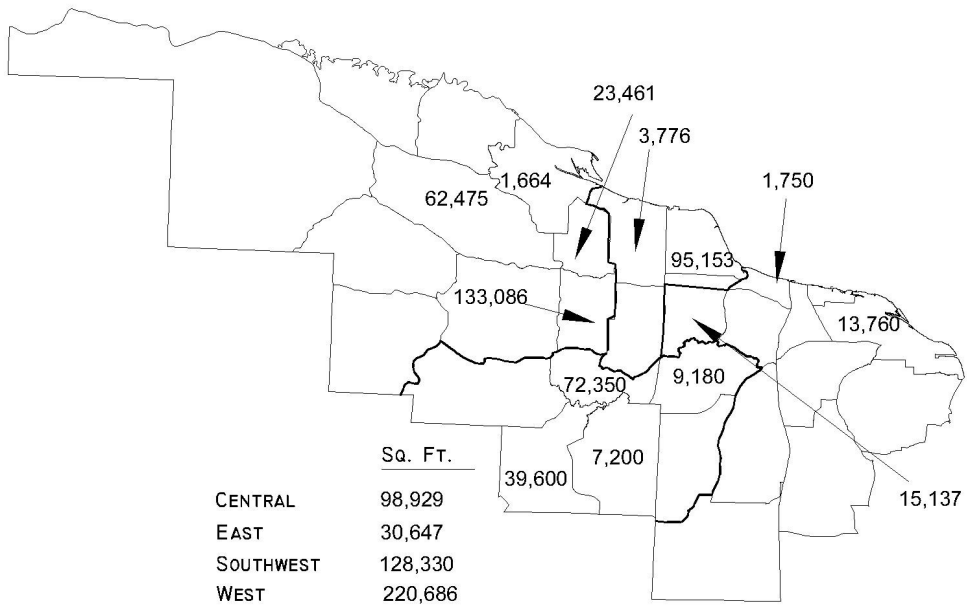 23,461
3,776
1,664
62,475
1,750
95,153
133,086
13,760
72,350
9,180
7,200
39,600
15,137
SQ. FT.
CENTRAL 98,929
EAST 30,647
SOUTHWEST 128,330
WEST 220,686